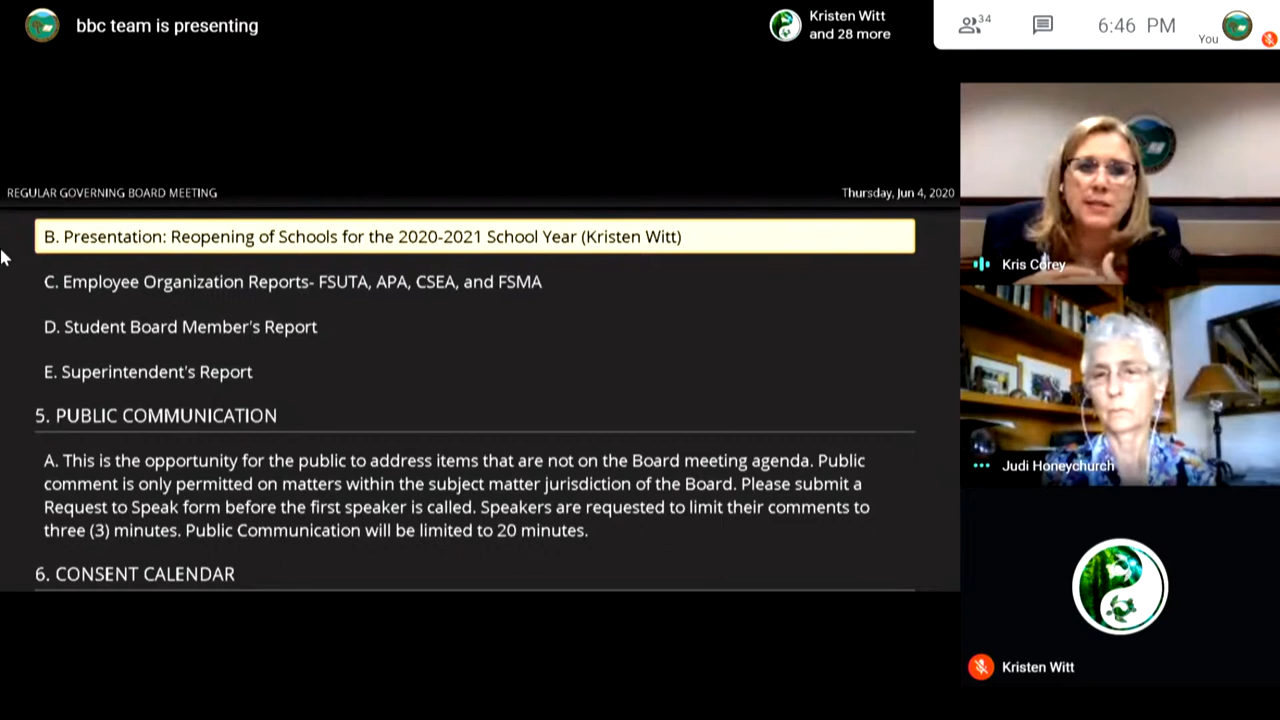 bbc team is presenting
Kristen Witt
and 28 more
34
6:46 PM
You
REGULAR GOVERNING BOARD MEETING
Thursday, Jun 4, 2020
B. Presentation: Reopening of Schools for the 2020-2021 School Year (Kristen Witt)
C. Employee Organization Reports- FSUTA, APA, CSEA, and FSMA
D. Student Board Member's Report
E. Superintendent's Report
5. PUBLIC COMMUNICATION
A. This is the opportunity for the public to address items that are not on the Board meeting agenda. Public
comment is only permitted on matters within the subject matter jurisdiction of the Board. Please submit a
Request to Speak form before the first speaker is called. Speakers are requested to limit their comments to
three (3) minutes. Public Communication will be limited to 20 minutes.
6. CONSENT CALENDAR
Kris Corey
Judi Honeychurch
Kristen Witt